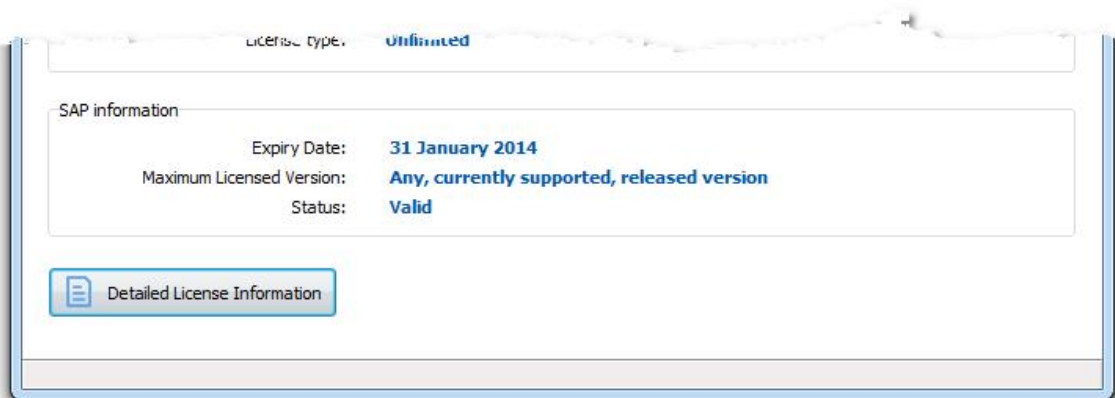 License type: Unlimited
SAP information
Expiry Date: 31 January 2014
Maximum Licensed Version: Any, currently supported, released version
Status: Valid
Detailed License Information